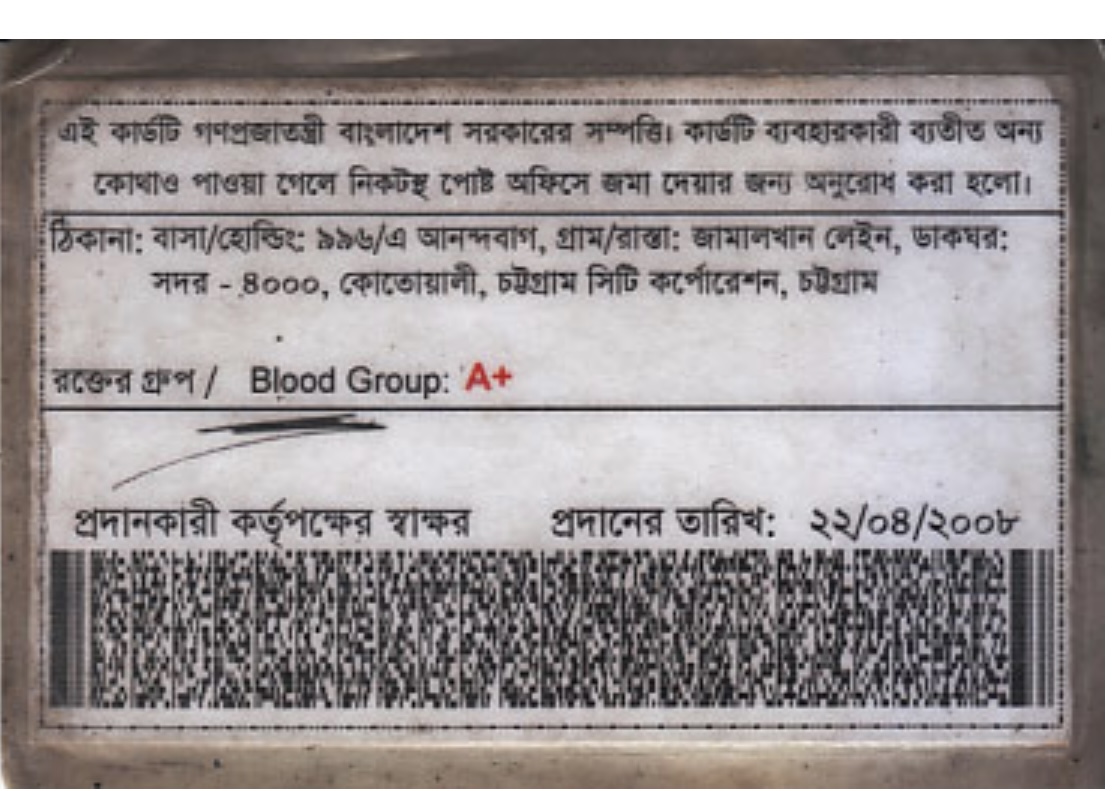 এই কার্ডটি গণপ্রজাতন্ত্রী বাংলাদেশ সরকারের সম্পত্তি। কার্ডটি ব্যবহারকারী ব্যতীত অন্য
কোথাও পাওয়া গেলে নিকটস্থ পোষ্ট অফিসে জমা দেয়ার জন্য অনুরোধ করা হলো।
ঠিকানা: বাসা/হোল্ডিং: ৯৯৬/এ আনন্দবাগ, গ্রাম/রাস্তা: জামালখান লেইন, ডাকঘর:
সদর - ৪০০০, কোতোয়ালী, চট্টগ্রাম সিটি কর্পোরেশন, চট্টগ্রাম
রক্তের গ্রুপ / Blood Group: A+
প্রদানকারী কর্তৃপক্ষের স্বাক্ষর প্রদানের তারিখ: ২২/০৪/২০০৮